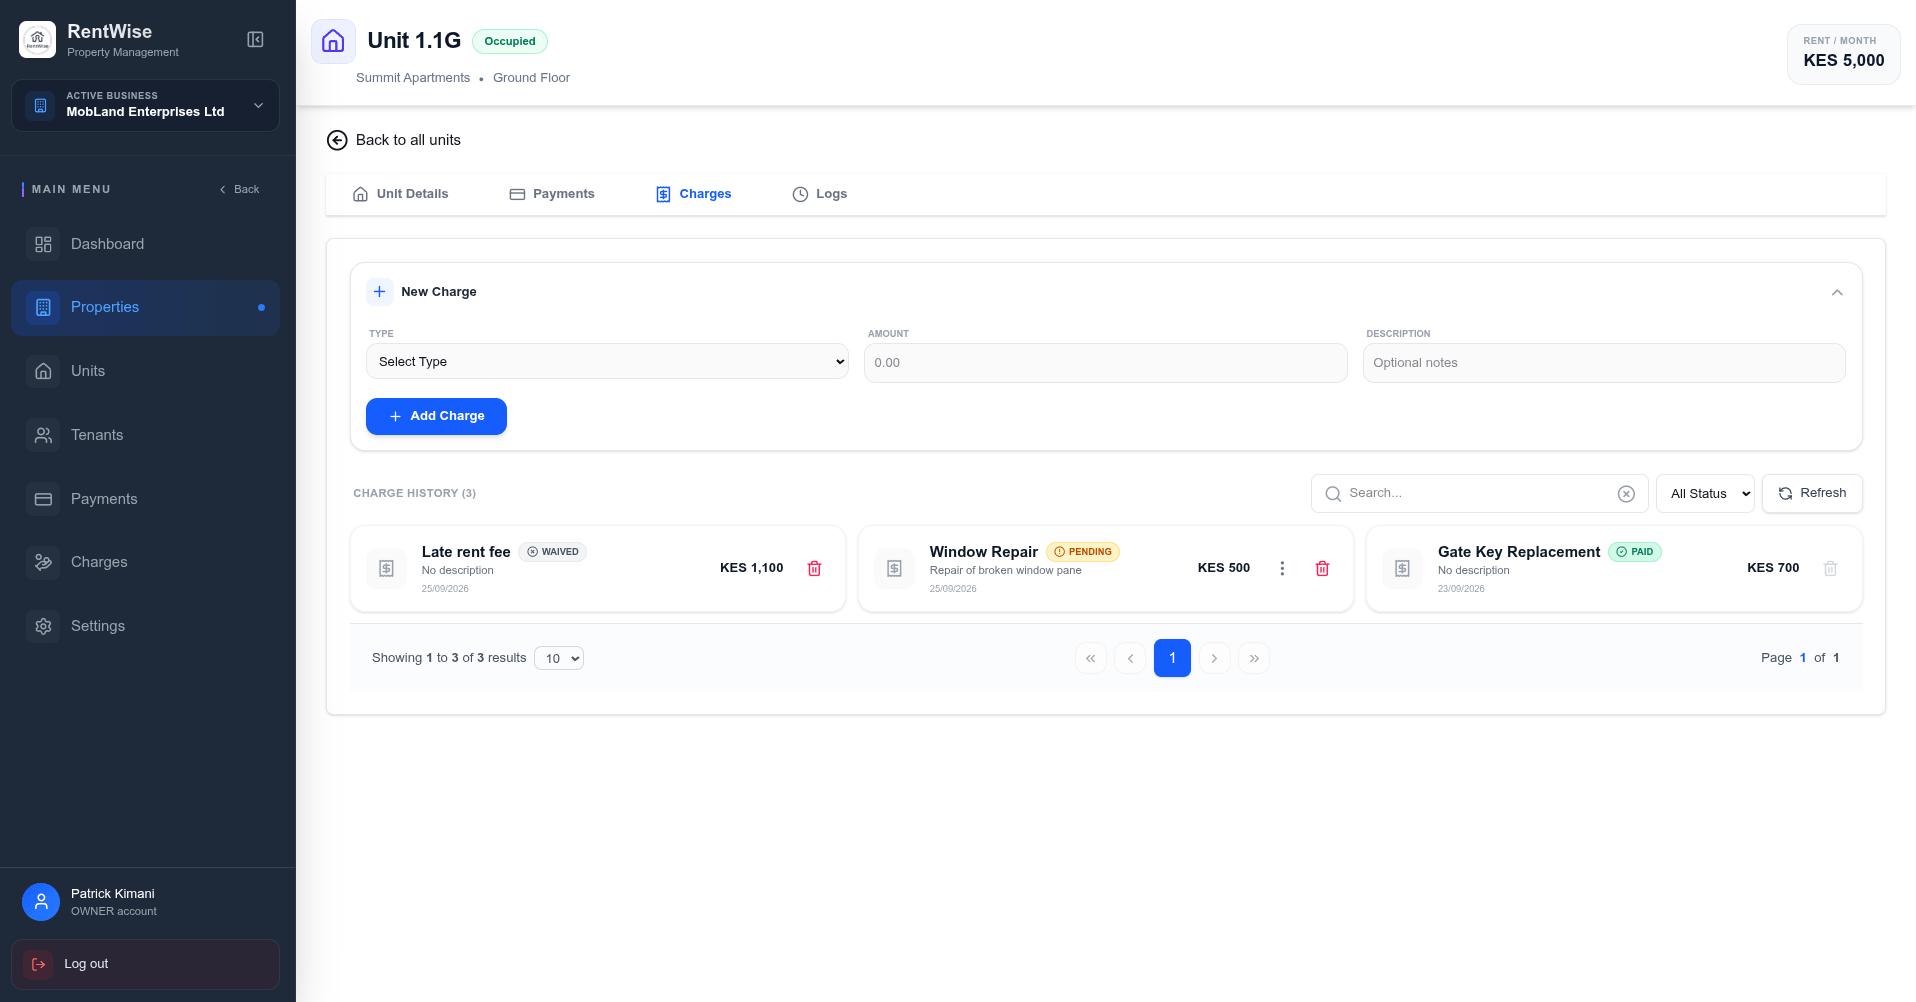 RentWise
Property Management
ACTIVE BUSINESS
MobLand Enterprises Ltd
MAIN MENU
Back
Dashboard
Properties
Units
Tenants
Payments
Charges
Settings
Patrick Kimani
OWNER account
Log out
Unit 1.1G
Occupied
Summit Apartments • Ground Floor
RENT / MONTH
KES 5,000
Back to all units
Unit Details
Payments
Charges
Logs
New Charge
TYPE
Select Type
AMOUNT
0.00
DESCRIPTION
Optional notes
Add Charge
CHARGE HISTORY (3)
Search...
All Status
Refresh
Late rent fee
WAIVED
No description
25/09/2026
KES 1,100
Window Repair
PENDING
Repair of broken window pane
25/09/2026
KES 500
Gate Key Replacement
PAID
No description
23/09/2026
KES 700
Showing 1 to 3 of 3 results
10
1
Page 1 of 1